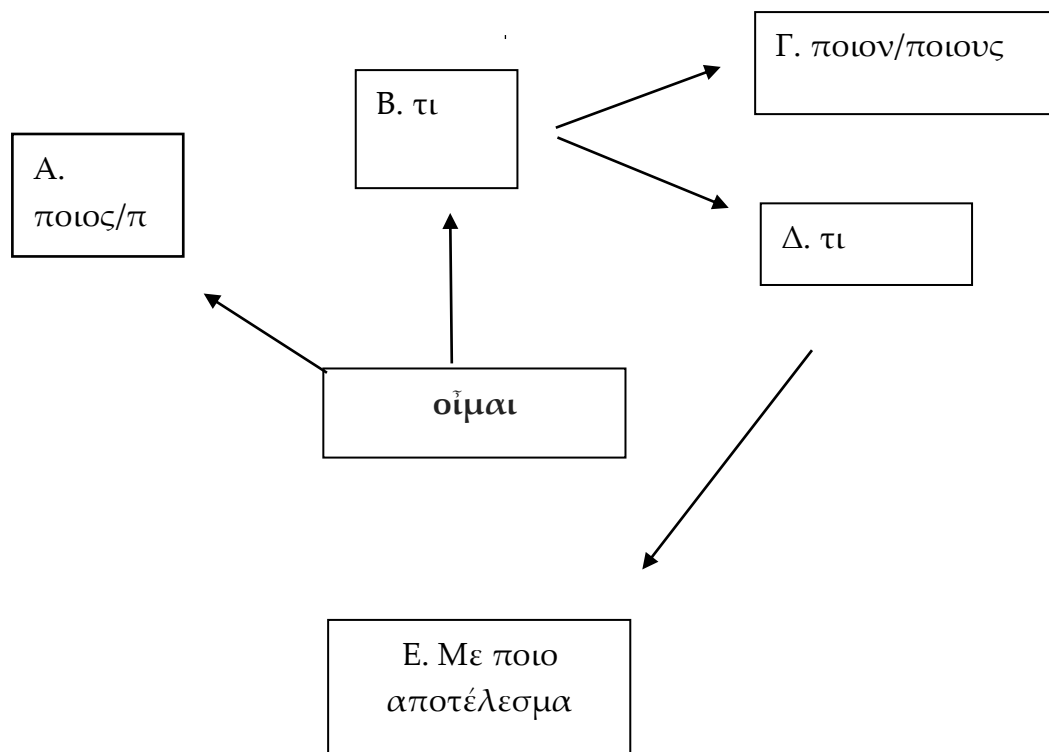 Γ. ποιον/ποιους
Β. τι
Α.
ποιος/π
Δ. τι
οἶμαι
Ε. Με ποιο
αποτέλεσμα